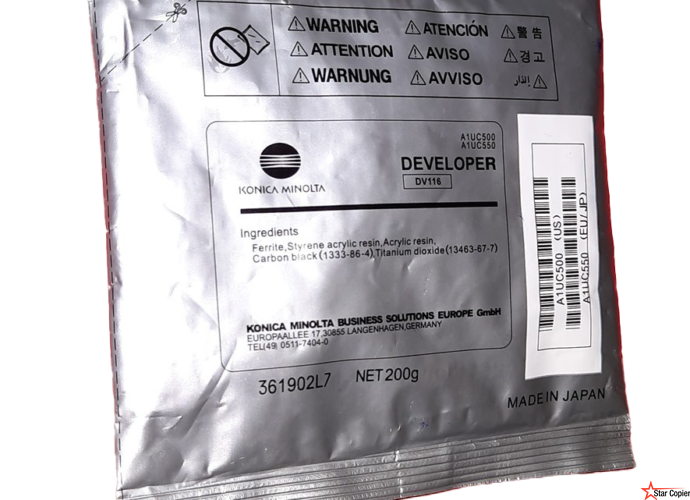 WARNING ATENCIÓN 警告
ATTENTION AVISO 경고
WARNUNG AVVISO إنذار
KONICA MINOLTA
A1UC500
A1UC550
DEVELOPER
DV116
Ingredients
Ferrite,Styrene acrylic resin,Acrylic resin,
Carbon black(1333-86-4),Titanium dioxide(13463-67-7)
KONICA MINOLTA BUSINESS SOLUTIONS EUROPE GmbH
EUROPAALLEE 17,30855 LANGENHAGEN,GERMANY
TEL(49) 0511-7404-0
361902L7 NET 200g
A1UC500 (US)
A1UC550 (EU/JP)
MADE IN JAPAN
Star Copier